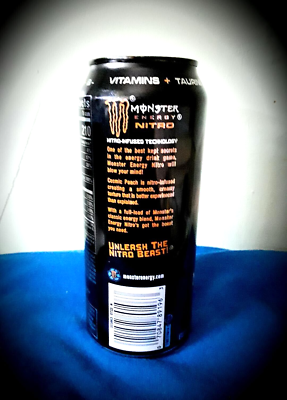 VITAMINS + TAURIN
MONSTER
ENERGY
NITRO
NITRO-INFUSED TECHNOLOGY
One of the best kept secrets
in the energy drink game,
Monster Energy Nitro will
blow your mind!
Cosmic Peach is nitro-infused
creating a smooth, creamy
texture that is better experienced
than explained.
With a full-load of Monster's
classic energy blend, Monster
Energy Nitro's got the boost
you need.
UNLEASH THE
NITRO BEAST!
monsterenergy.com
210